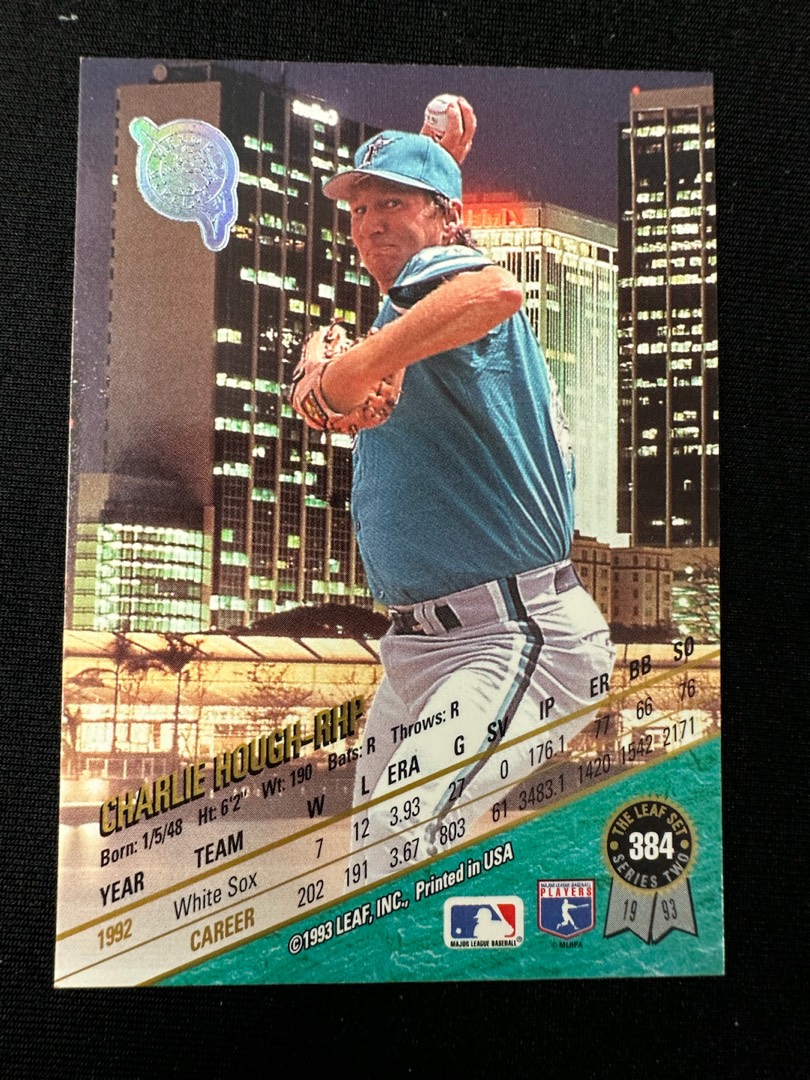 CHARLIE HOUGH–RHP
Born: 1/5/48 Ht: 6'2" Wt: 190 Bats: R Throws: R
YEAR TEAM W L ERA G SV IP ER BB SO
1992 White Sox 7 12 3.93 27 0 176.1 77 66 76
CAREER 202 191 3.67 803 61 3483.1 1420 1542 2171
©1993 LEAF, INC., Printed in USA
MAJOR LEAGUE BASEBALL®
MAJOR LEAGUE BASEBALL
PLAYERS
© MLBPA
THE LEAF SET
384
SERIES TWO
19 93